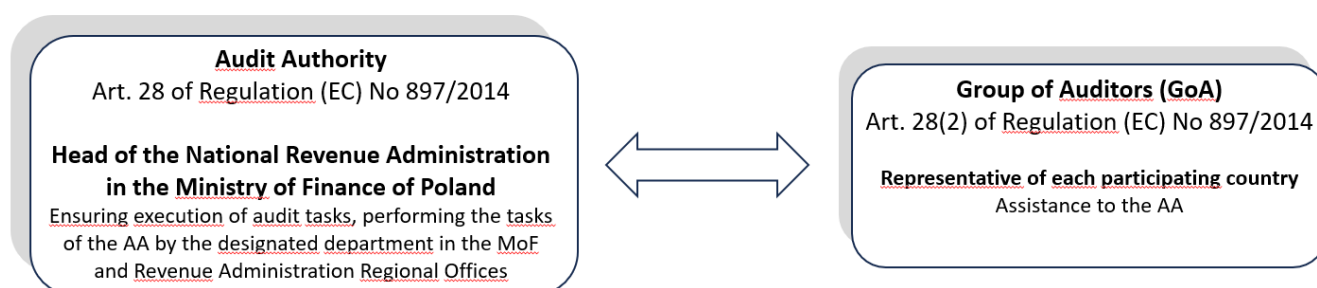 Audit Authority
Art. 28 of Regulation (EC) No 897/2014
Head of the National Revenue Administration
in the Ministry of Finance of Poland
Ensuring execution of audit tasks, performing the tasks
of the AA by the designated department in the MoF
and Revenue Administration Regional Offices
Group of Auditors (GoA)
Art. 28(2) of Regulation (EC) No 897/2014
Representative of each participating country
Assistance to the AA